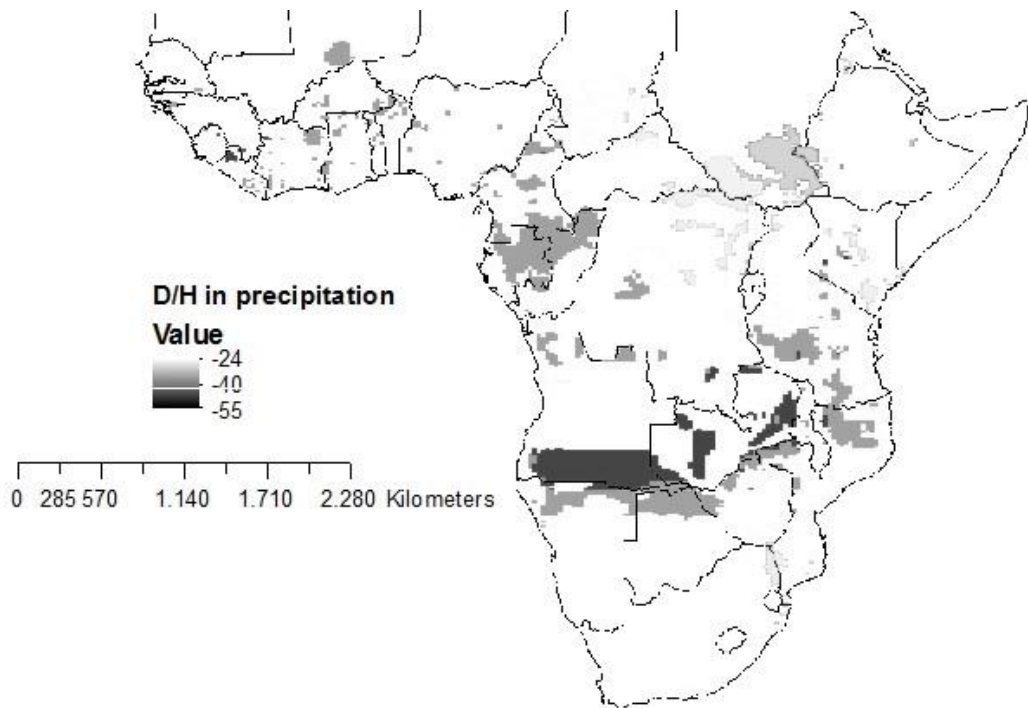 D/H in precipitation
Value
-24
-40
-55
0 285 570 1.140 1.710 2.280 Kilometers